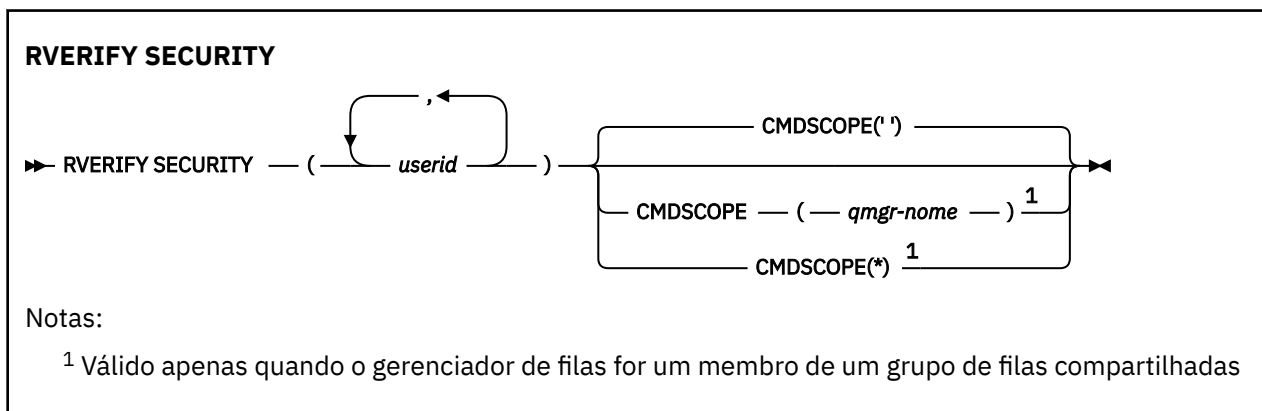 RVERIFY SECURITY
,
CMDSCOPE(' ')
RVERIFY SECURITY ( userid )
CMDSCOPE ( qmgr-nome ) 1
CMDSCOPE(*) 1
Notas:
1 Válido apenas quando o gerenciador de filas for um membro de um grupo de filas compartilhadas